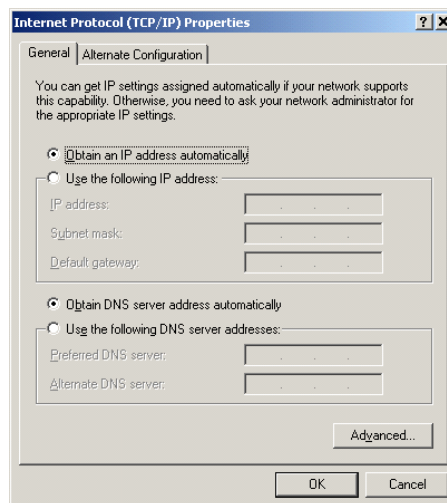 Internet Protocol (TCP/IP) Properties
General
Alternate Configuration
You can get IP settings assigned automatically if your network supports
this capability. Otherwise, you need to ask your network administrator for
the appropriate IP settings.
Obtain an IP address automatically
Use the following IP address:
IP address:
Subnet mask:
Default gateway:
Obtain DNS server address automatically
Use the following DNS server addresses:
Preferred DNS server:
Alternate DNS server:
Advanced...
OK
Cancel